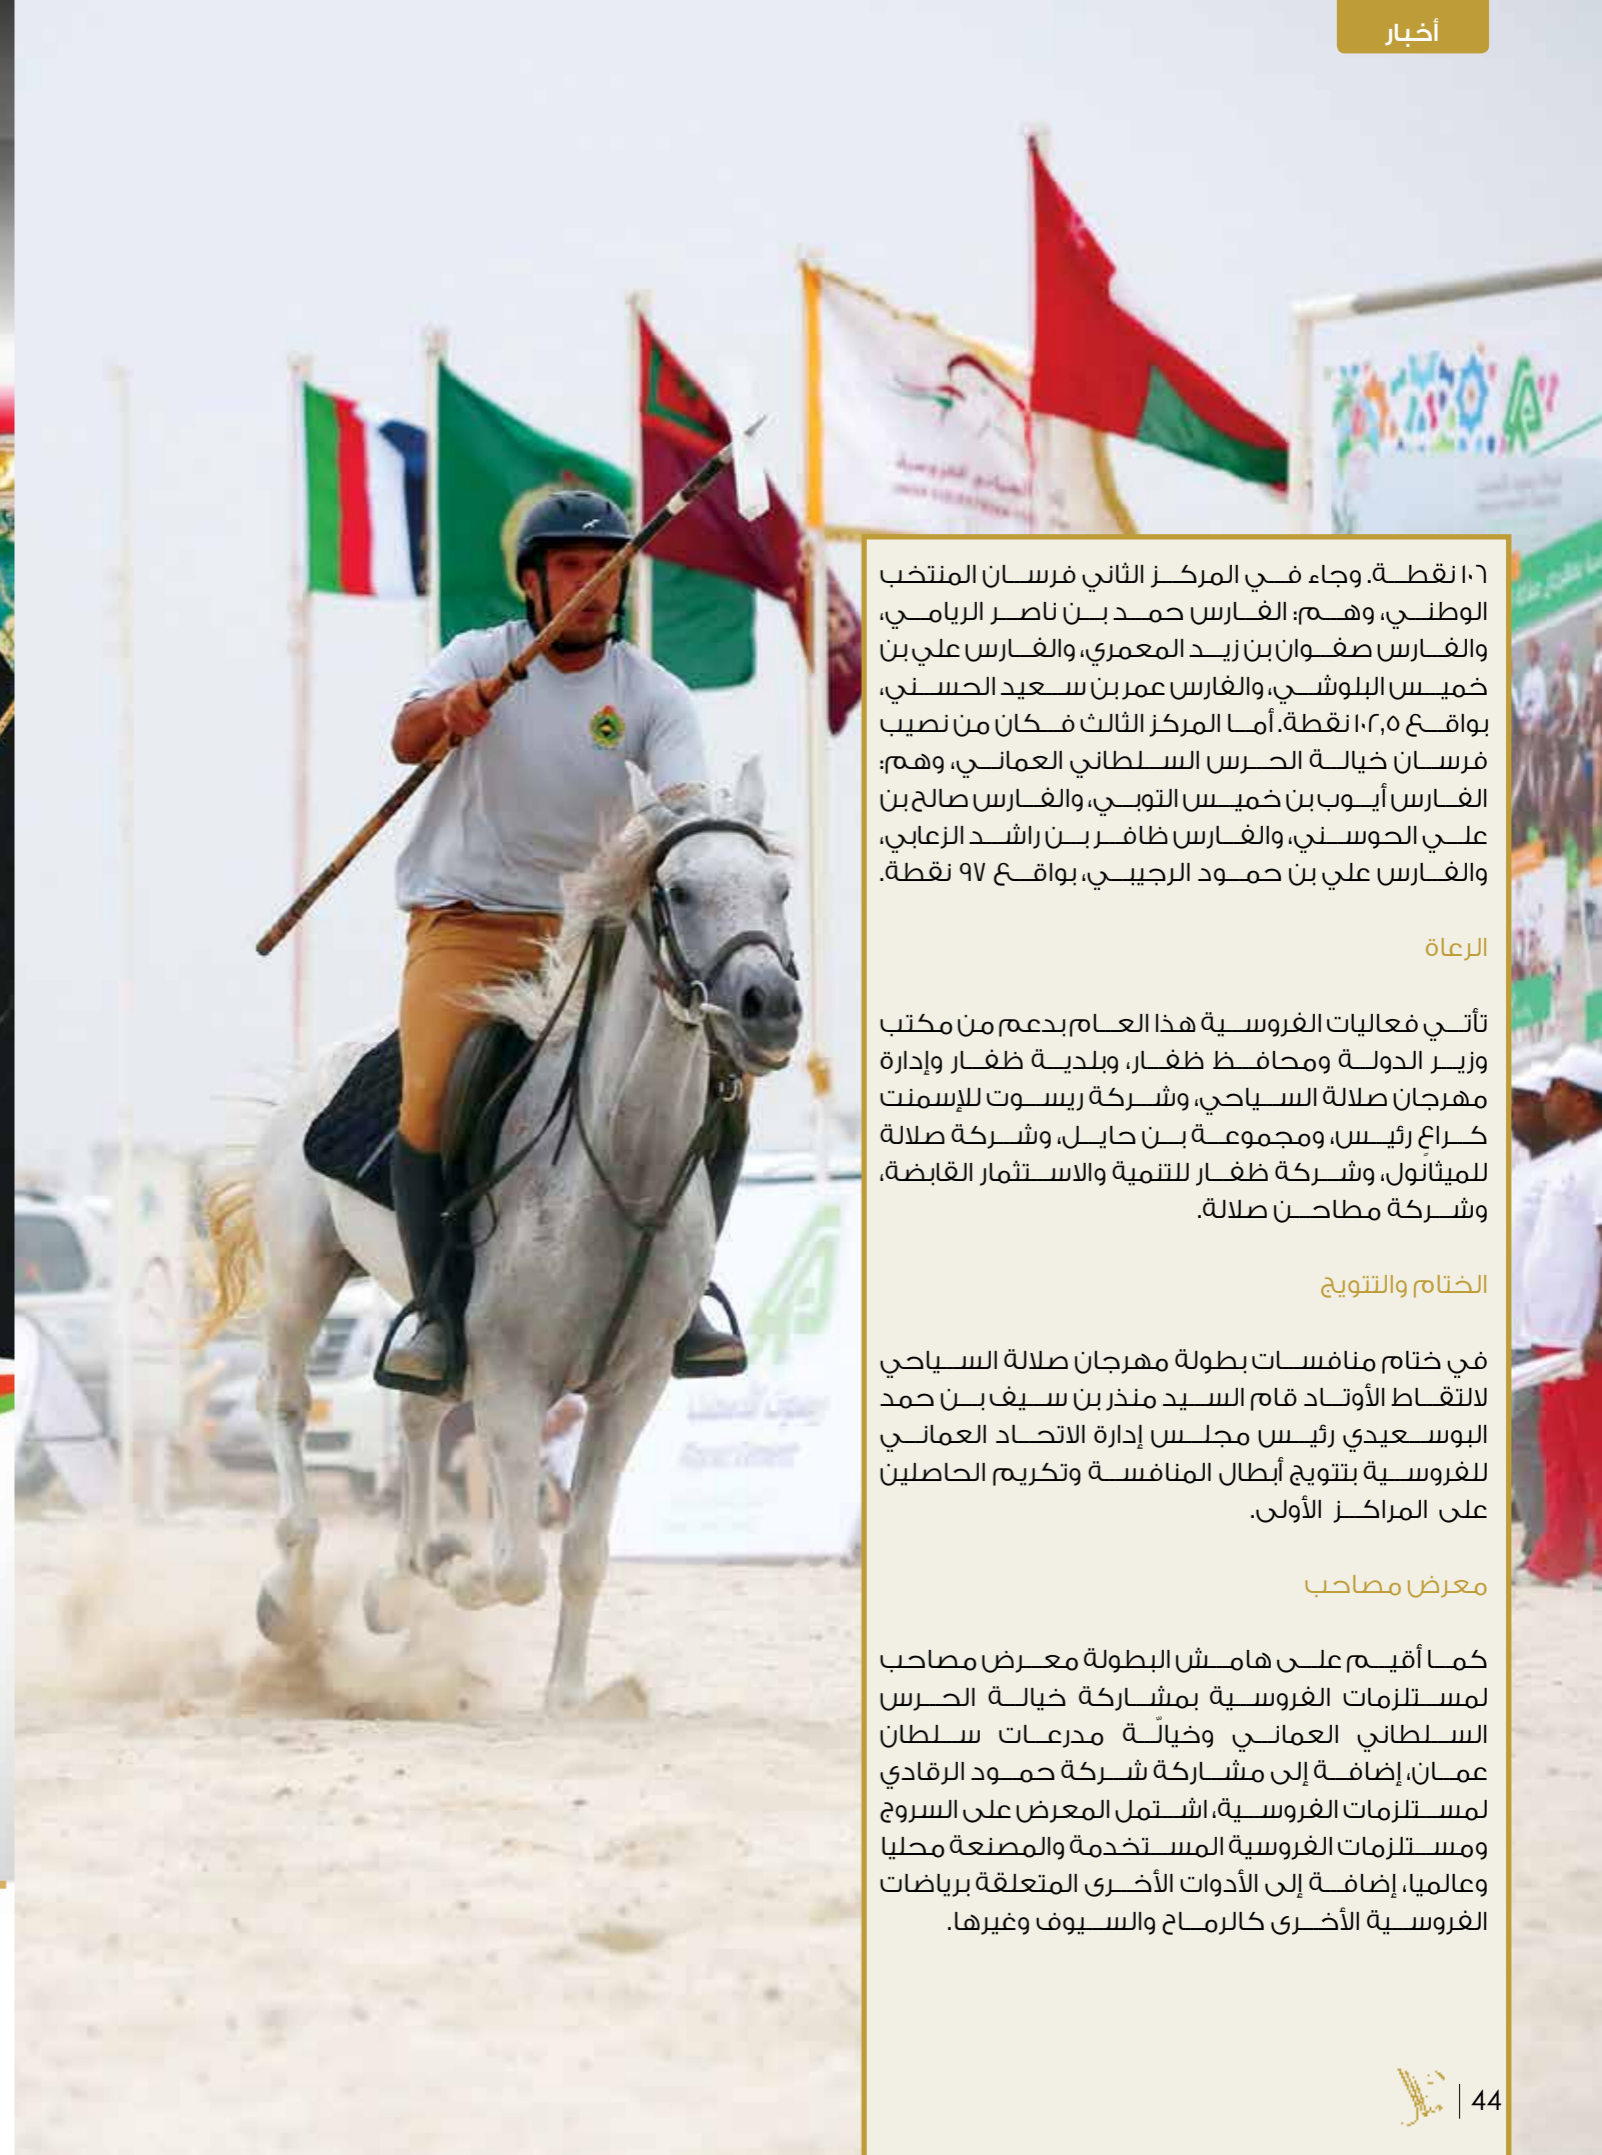 أخبار
١٠٦ نقطة. وجاء في المركز الثاني فرسان المنتخب
الوطني، وهم: الفارس حمد بن ناصر الريامي،
والفارس صفوان بن زيد المعمري، والفارس علي بن
خميس البلوشي، والفارس عمر بن سعيد الحسني،
بواقع ١٠٢,٥ نقطة. أما المركز الثالث فكان من نصيب
فرسان خيالة الحرس السلطاني العماني، وهم:
الفارس أيوب بن خميس التوبي، والفارس صالح بن
علي الحوسني، والفارس ظافر بن راشد الزعابي،
والفارس علي بن حمود الرجيبي، بواقع ٩٧ نقطة.
الرعاة
تأتي فعاليات الفروسية هذا العام بدعم من مكتب
وزير الدولة ومحافظ ظفار، وبلدية ظفار وإدارة
مهرجان صلالة السياحي، وشركة ريسوت للإسمنت
كراعٍ رئيس، ومجموعة بن حايل، وشركة صلالة
للميثانول، وشركة ظفار للتنمية والاستثمار القابضة،
وشركة مطاحن صلالة.
الختام والتتويج
في ختام منافسات بطولة مهرجان صلالة السياحي
لالتقاط الأوتاد قام السيد منذر بن سيف بن حمد
البوسعيدي رئيس مجلس إدارة الاتحاد العماني
للفروسية بتتويج أبطال المنافسة وتكريم الحاصلين
على المراكز الأولى.
معرض مصاحب
كما أقيم على هامش البطولة معرض مصاحب
لمستلزمات الفروسية بمشاركة خيالة الحرس
السلطاني العماني وخيالّة مدرعات سلطان
عمان، إضافة إلى مشاركة شركة حمود الرقادي
لمستلزمات الفروسية، اشتمل المعرض على السروج
ومستلزمات الفروسية المستخدمة والمصنعة محليا
وعالميا، إضافة إلى الأدوات الأخرى المتعلقة برياضات
الفروسية الأخرى كالرماح والسيوف وغيرها.
44